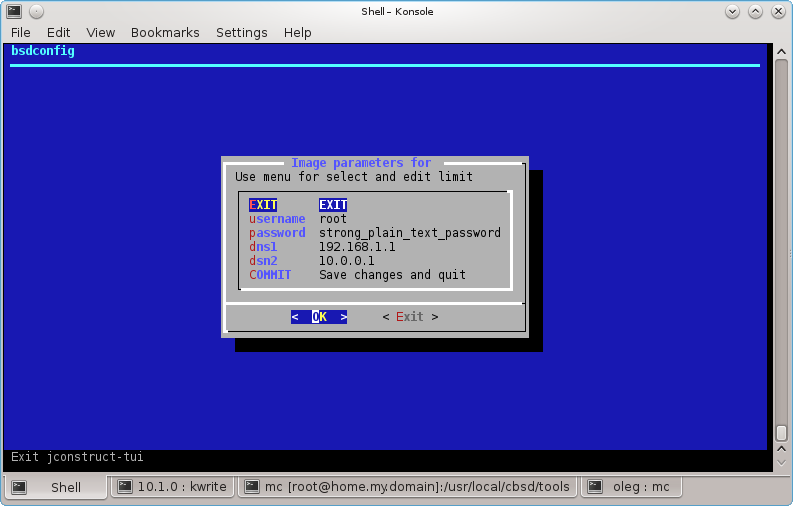 Shell – Konsole
File Edit View Bookmarks Settings Help
bsdconfig
Image parameters for
Use menu for select and edit limit
EXIT EXIT
username root
password strong_plain_text_password
dns1 192.168.1.1
dsn2 10.0.0.1
COMMIT Save changes and quit
< OK > < Exit >
Exit jconstruct-tui
Shell 10.1.0 : kwrite mc [root@home.my.domain]:/usr/local/cbsd/tools oleg : mc